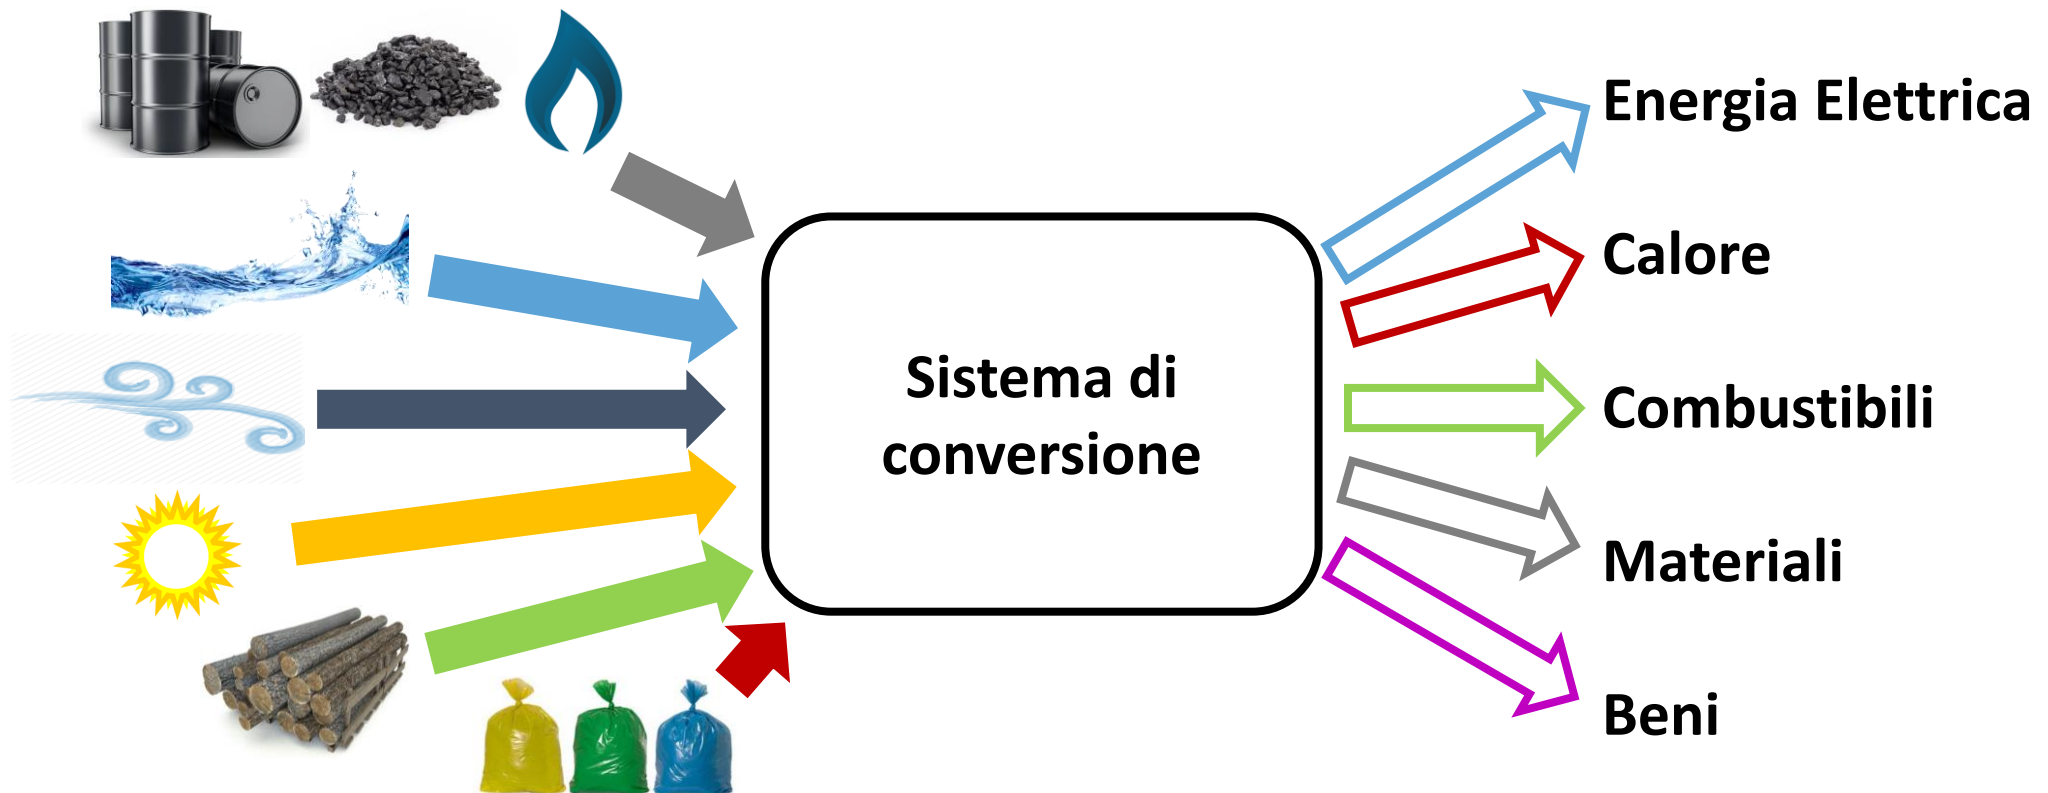 Energia Elettrica
Calore
Sistema di
conversione
Combustibili
Materiali
Beni